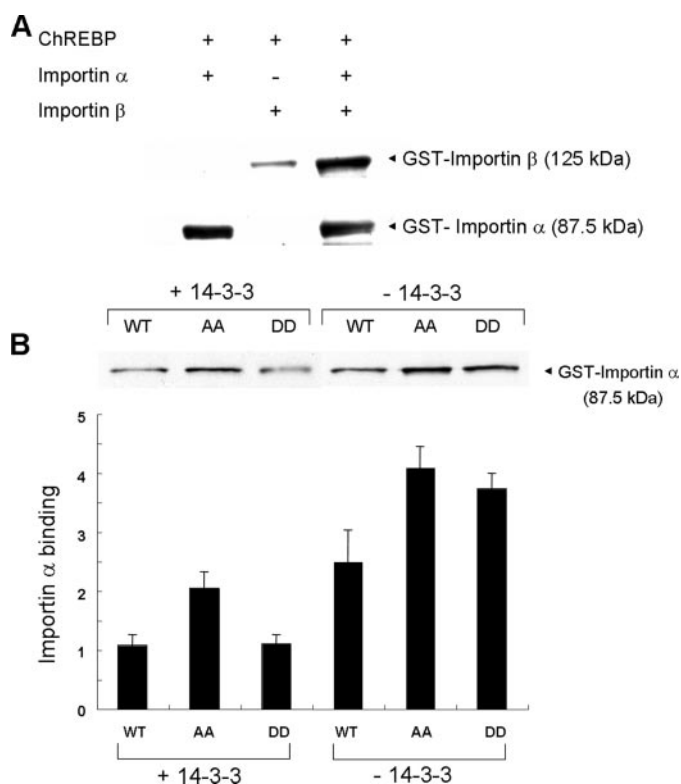 A
ChREBP + + +
Importin α + - +
Importin β + +
GST-Importin β (125 kDa)
GST- Importin α (87.5 kDa)
+ 14-3-3 - 14-3-3
WT AA DD WT AA DD
B
GST-Importin α
(87.5 kDa)
5
4
3
2
1
0
Importin α binding
WT AA DD WT AA DD
+ 14-3-3 - 14-3-3